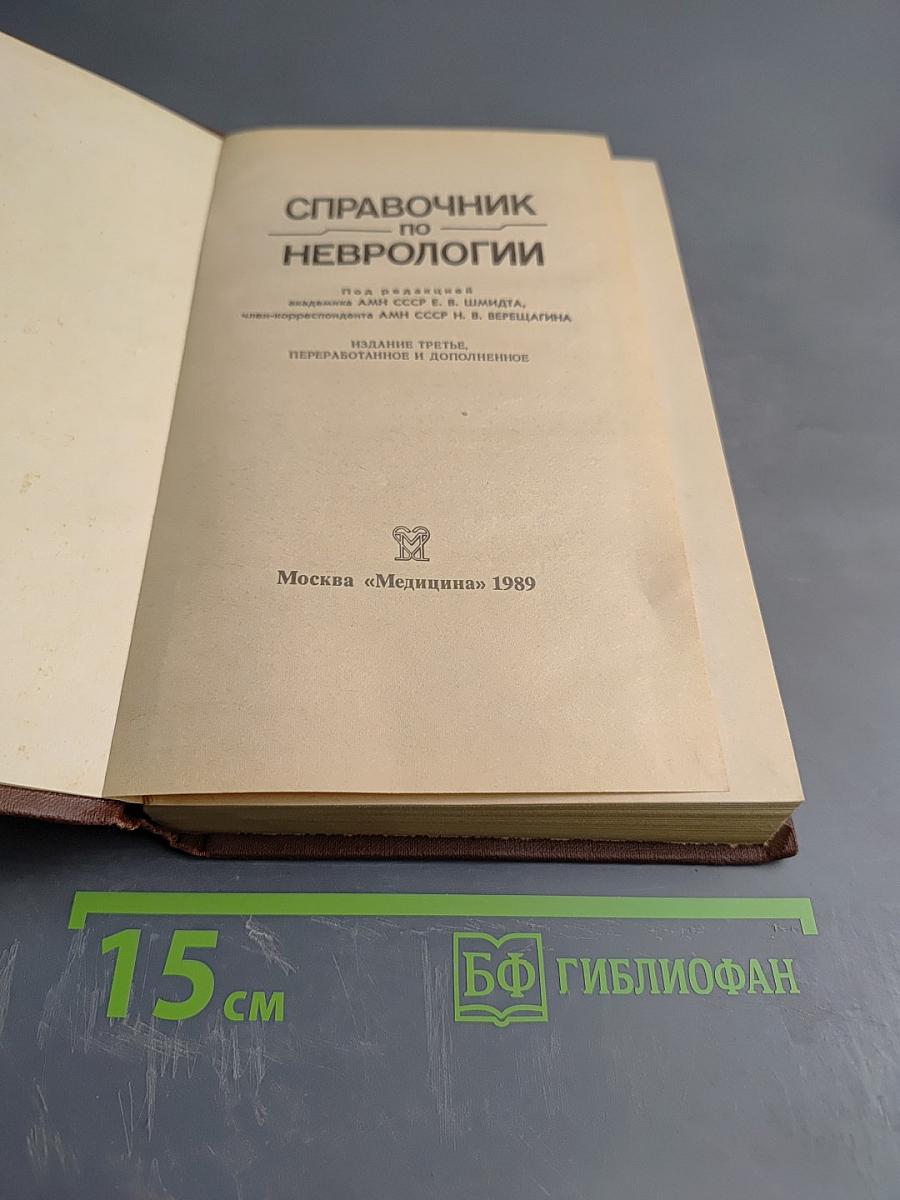 СПРАВОЧНИК
ПО
НЕВРОЛОГИИ
Под редакцией
академика АМН СССР Е. В. ШМИДТА,
член-корреспондента АМН СССР Н. В. ВЕРЕЩАГИНА
ИЗДАНИЕ ТРЕТЬЕ,
ПЕРЕРАБОТАННОЕ И ДОПОЛНЕННОЕ
Москва «Медицина» 1989
15 см
БФ ГИБЛИОФАН